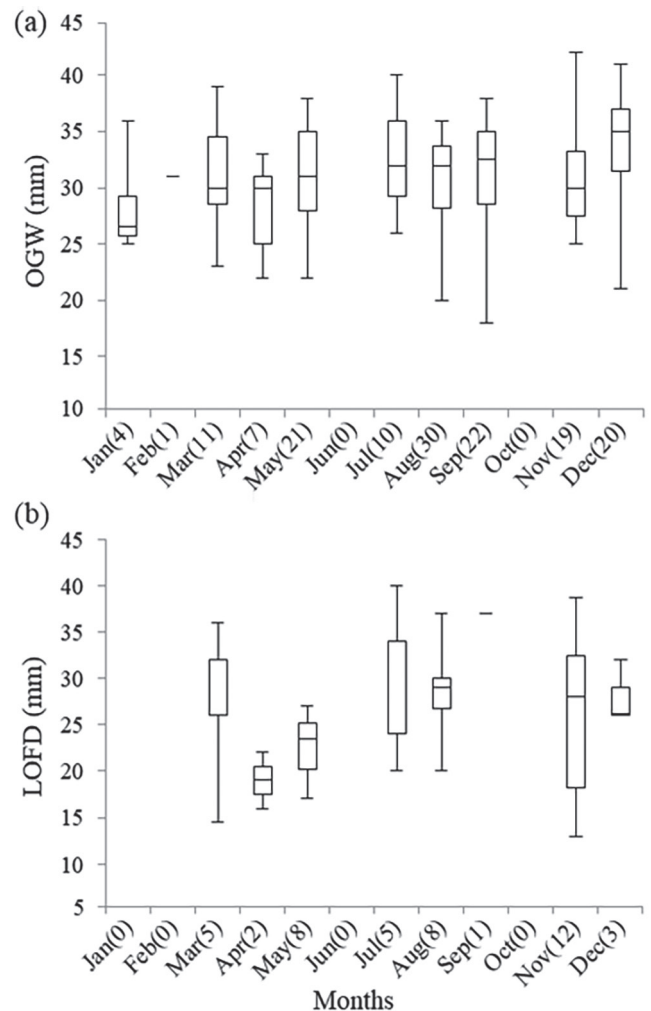 (a)
OGW (mm)
45
40
35
30
25
20
15
10
Jan(4)
Feb(1)
Mar(11)
Apr(7)
May(21)
Jun(0)
Jul(10)
Aug(30)
Sep(22)
Oct(0)
Nov(19)
Dec(20)
(b)
LOFD (mm)
45
40
35
30
25
20
15
10
5
Jan(0)
Feb(0)
Mar(5)
Apr(2)
May(8)
Jun(0)
Jul(5)
Aug(8)
Sep(1)
Oct(0)
Nov(12)
Dec(3)
Months